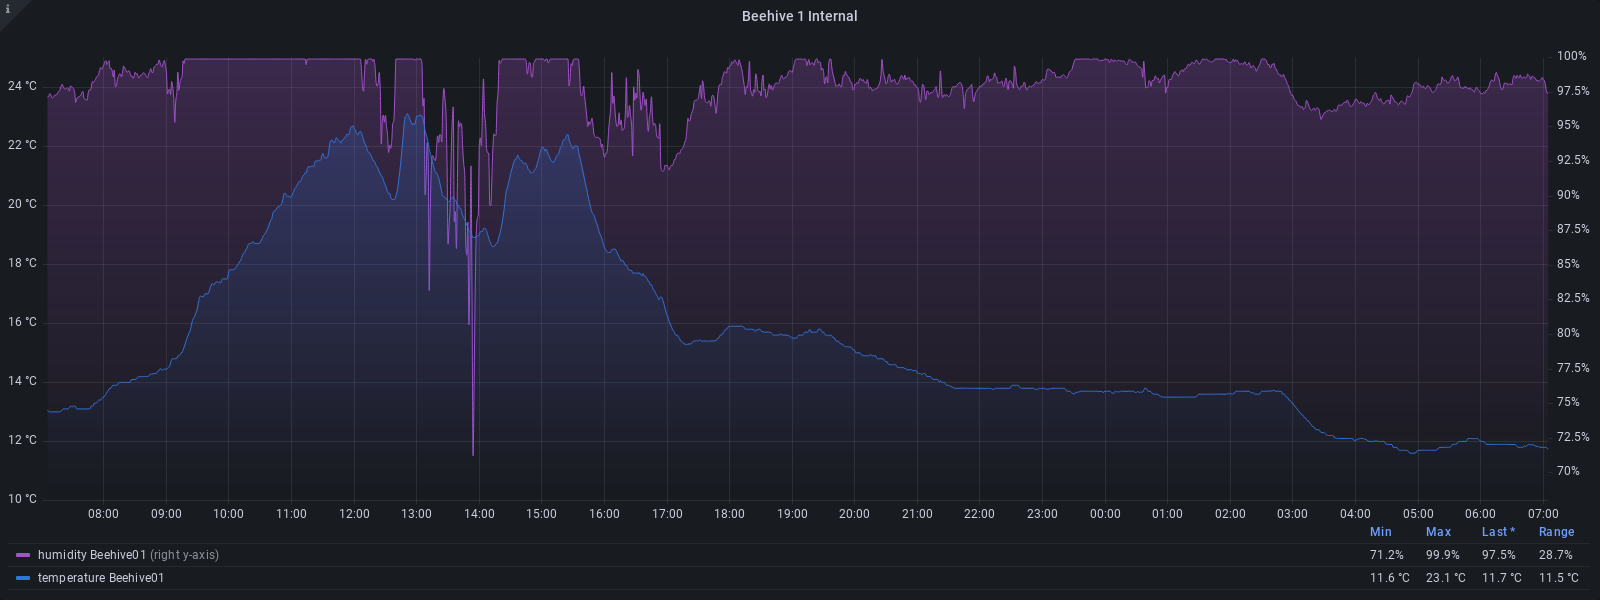 i
Beehive 1 Internal
24 °C
22 °C
20 °C
18 °C
16 °C
14 °C
12 °C
10 °C
100%
97.5%
95%
92.5%
90%
87.5%
85%
82.5%
80%
77.5%
75%
72.5%
70%
08:00 09:00 10:00 11:00 12:00 13:00 14:00 15:00 16:00 17:00 18:00 19:00 20:00 21:00 22:00 23:00 00:00 01:00 02:00 03:00 04:00 05:00 06:00 07:00
Min Max Last * Range
humidity Beehive01 (right y-axis) 71.2% 99.9% 97.5% 28.7%
temperature Beehive01 11.6 °C 23.1 °C 11.7 °C 11.5 °C